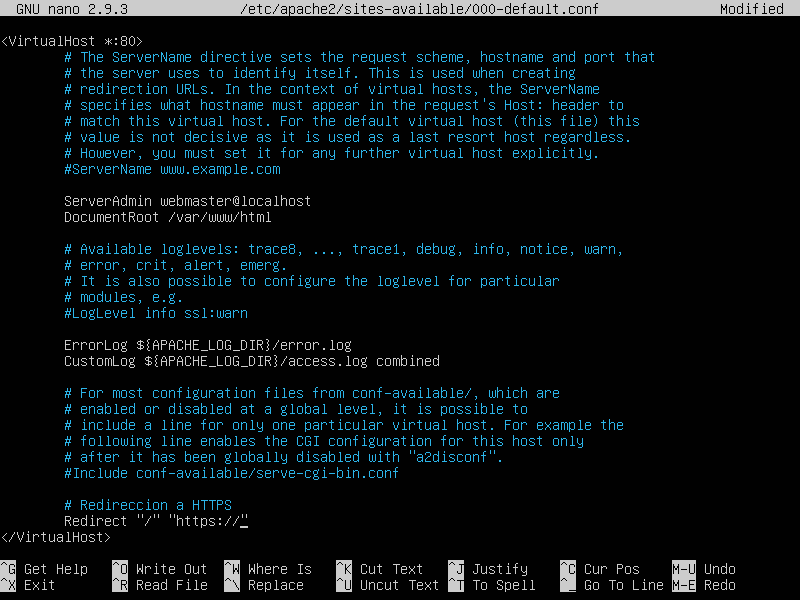 GNU nano 2.9.3 /etc/apache2/sites-available/000-default.conf Modified
<VirtualHost *:80>
# The ServerName directive sets the request scheme, hostname and port that
# the server uses to identify itself. This is used when creating
# redirection URLs. In the context of virtual hosts, the ServerName
# specifies what hostname must appear in the request's Host: header to
# match this virtual host. For the default virtual host (this file) this
# value is not decisive as it is used as a last resort host regardless.
# However, you must set it for any further virtual host explicitly.
#ServerName www.example.com
ServerAdmin webmaster@localhost
DocumentRoot /var/www/html
# Available loglevels: trace8, ..., trace1, debug, info, notice, warn,
# error, crit, alert, emerg.
# It is also possible to configure the loglevel for particular
# modules, e.g.
#LogLevel info ssl:warn
ErrorLog ${APACHE_LOG_DIR}/error.log
CustomLog ${APACHE_LOG_DIR}/access.log combined
# For most configuration files from conf-available/, which are
# enabled or disabled at a global level, it is possible to
# include a line for only one particular virtual host. For example the
# following line enables the CGI configuration for this host only
# after it has been globally disabled with "a2disconf".
#Include conf-available/serve-cgi-bin.conf
# Redireccion a HTTPS
Redirect "/" "https://"
</VirtualHost>
^G Get Help ^O Write Out ^W Where Is ^K Cut Text ^J Justify ^C Cur Pos M-U Undo
^X Exit ^R Read File ^\ Replace ^U Uncut Text ^T To Spell ^_ Go To Line M-E Redo